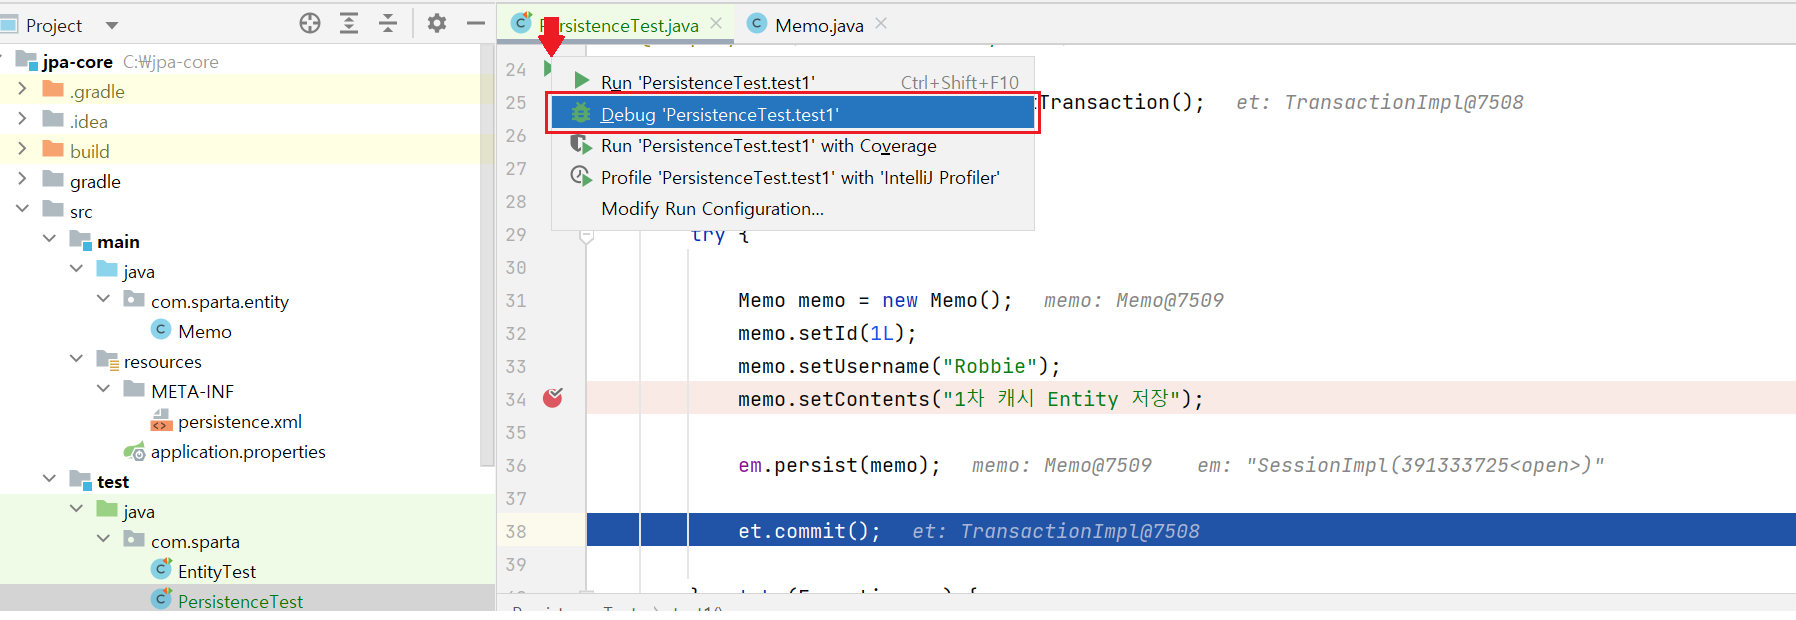 Project
PersistenceTest.java
Memo.java
jpa-core C:₩jpa-core
.gradle
.idea
build
gradle
src
main
java
com.sparta.entity
Memo
resources
META-INF
persistence.xml
application.properties
test
java
com.sparta
EntityTest
PersistenceTest
24
Run 'PersistenceTest.test1' Ctrl+Shift+F10
25 tTransaction(); et: TransactionImpl@7508
Debug 'PersistenceTest.test1'
26
Run 'PersistenceTest.test1' with Coverage
27
Profile 'PersistenceTest.test1' with 'IntelliJ Profiler'
28
Modify Run Configuration...
29 try {
30
31 Memo memo = new Memo(); memo: Memo@7509
32 memo.setId(1L);
33 memo.setUsername("Robbie");
34 memo.setContents("1차 캐시 Entity 저장");
35
36 em.persist(memo); memo: Memo@7509 em: "SessionImpl(391333725<open>)"
37
38 et.commit(); et: TransactionImpl@7508
39